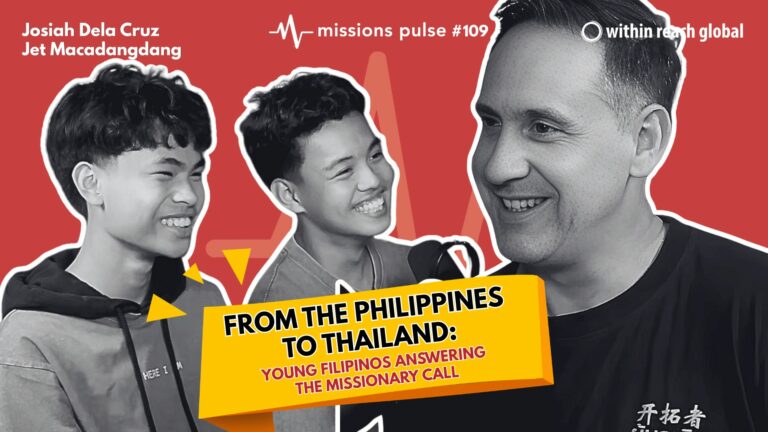 Josiah Dela Cruz
Jet Macadangdang
missions pulse #109
within reach global
FROM THE PHILIPPINES
TO THAILAND:
YOUNG FILIPINOS ANSWERING
THE MISSIONARY CALL
HERE I M
开拓者